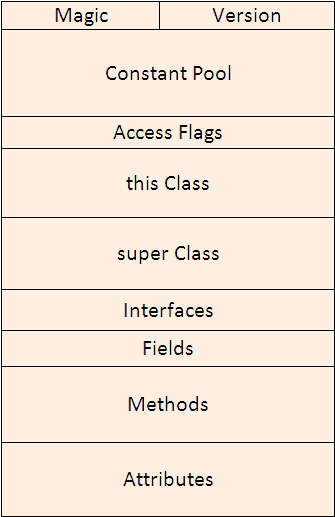 Magic Version
Constant Pool
Access Flags
this Class
super Class
Interfaces
Fields
Methods
Attributes